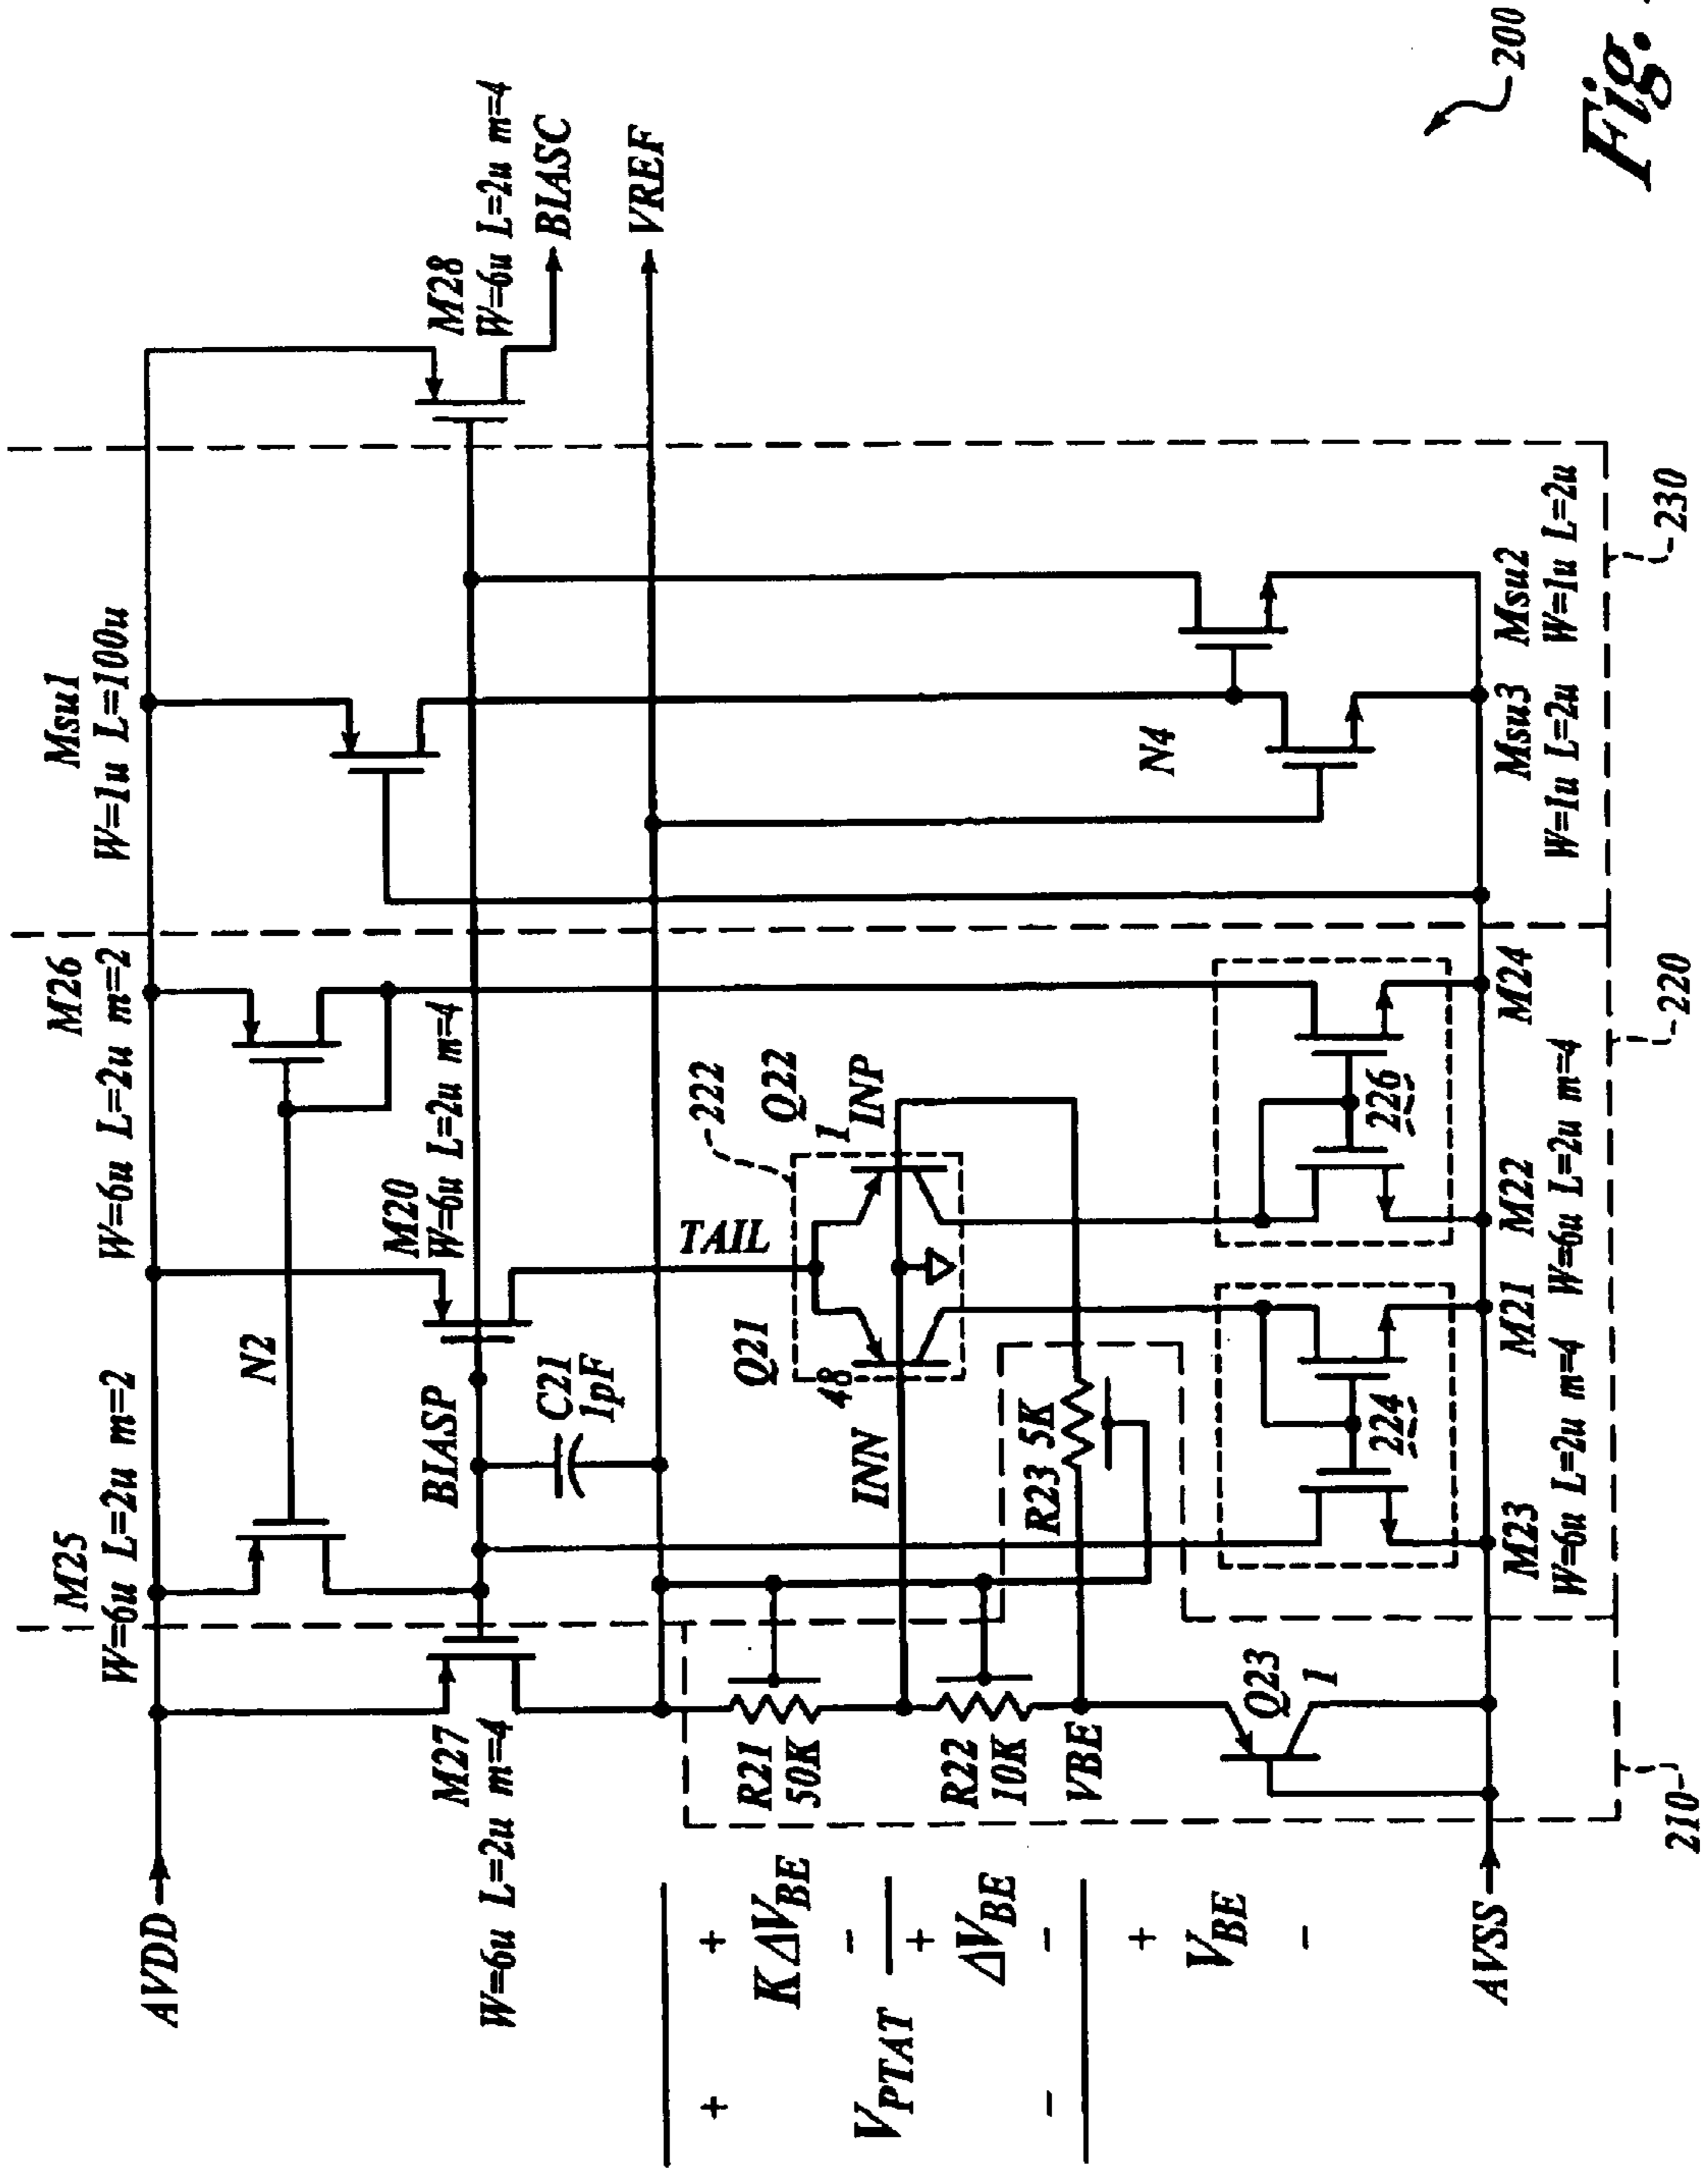 AVDD
M25
W=6u L=2u m=2
M26
W=6u L=2u m=2
Msu1
W=1u L=100u
N2
M27
W=6u L=2u m=4
BIASP
M20
W=6u L=2u m=4
M28
W=6u L=2u m=4
BIASC
C21
1pF
VREF
TAIL
222
+
+
KΔVBE
-
VPTAT
+
ΔVBE
-
-
+
VBE
-
R21
50K
R22
10K
VBE
INN
Q21
48
Q22
1
INP
R23 5K
Q23
1
224
226
N4
M23
M21
W=6u L=2u m=4
M22
M24
W=6u L=2u m=4
Msu3
W=1u L=2u
Msu2
W=1u L=2u
AVSS
210
220
230
200
Fig.